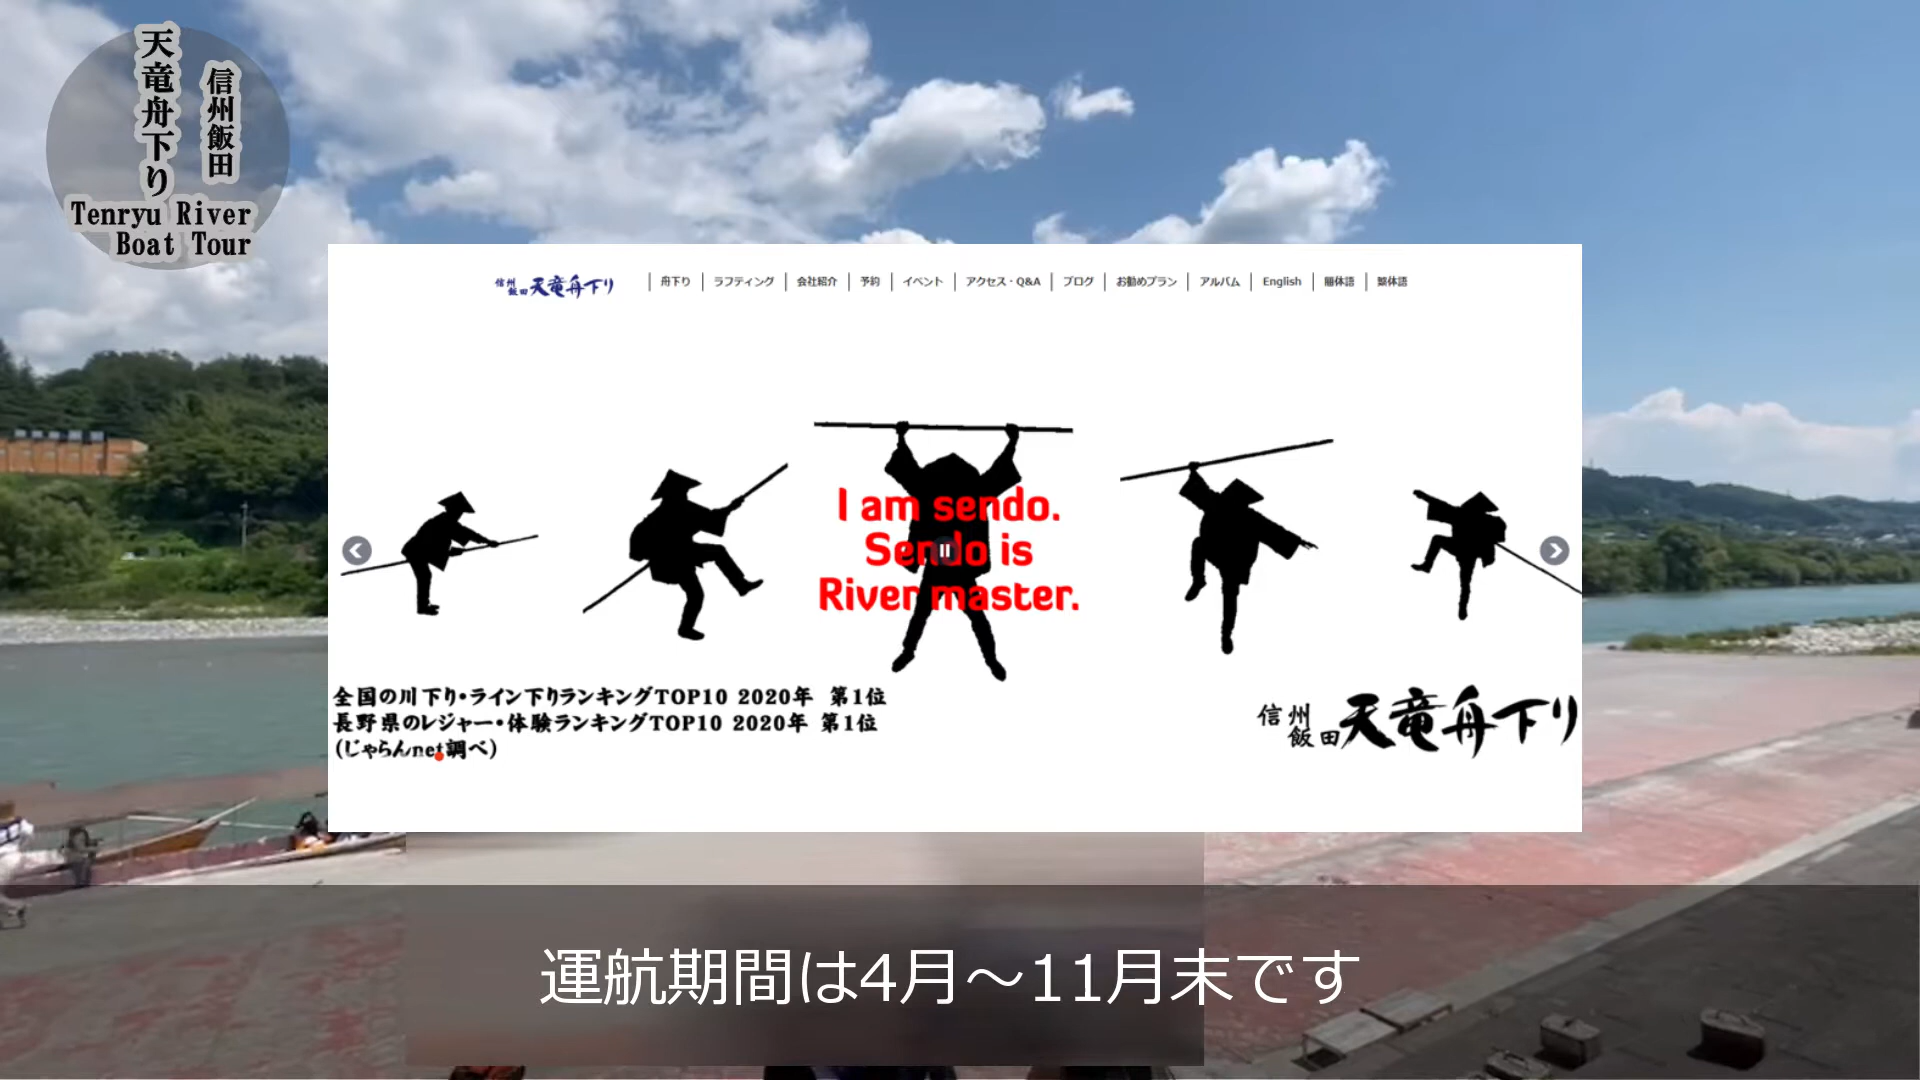 天竜舟下り
信州飯田
Tenryu River
Boat Tour
信州飯田天竜舟下り
舟下り
ラフティング
会社紹介
予約
イベント
アクセス・Q&A
ブログ
お勧めプラン
アルバム
English
簡体語
繁体語
I am sendo.
Sendo is
River master.
全国の川下り・ライン下りランキングTOP10 2020年 第1位
長野県のレジャー・体験ランキングTOP10 2020年 第1位
(じゃらんnet調べ)
信州飯田天竜舟下り
運航期間は4月～11月末です